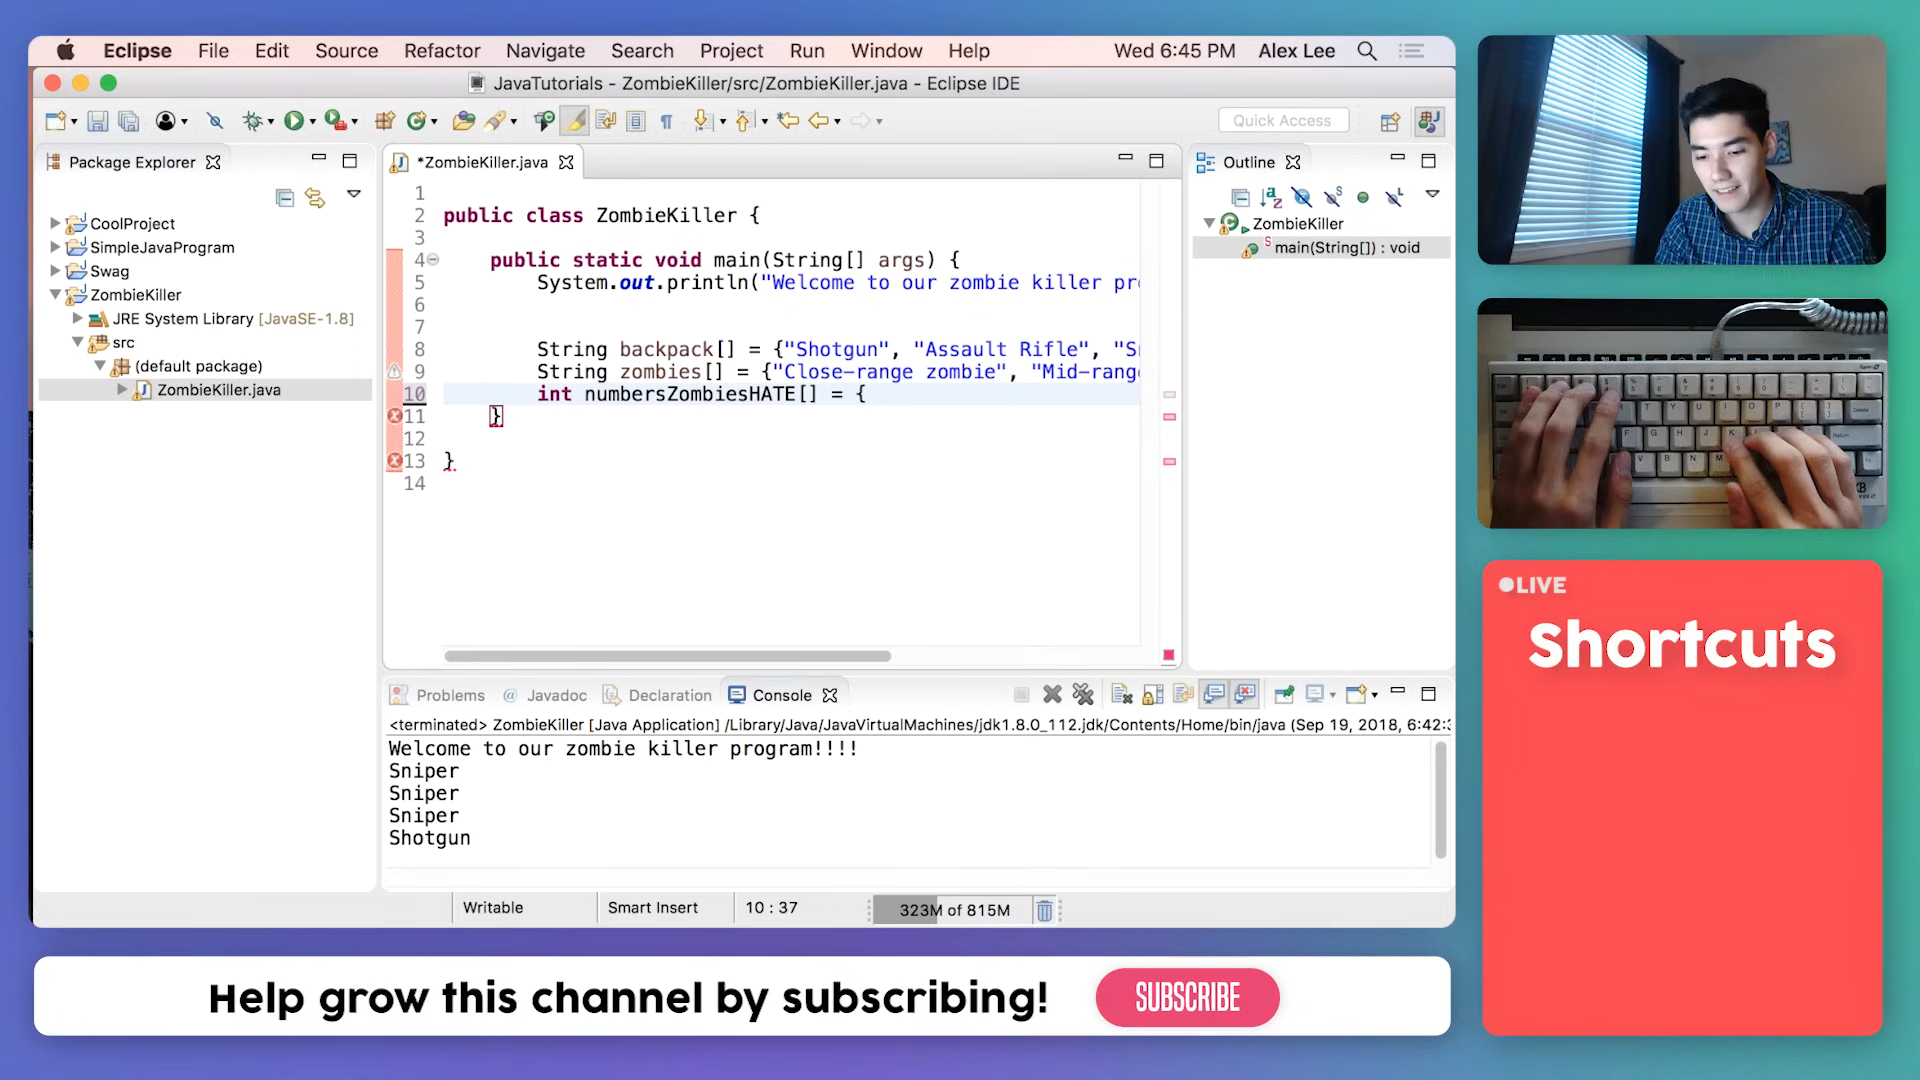 Eclipse File Edit Source Refactor Navigate Search Project Run Window Help Wed 6:45 PM Alex Lee
JavaTutorials - ZombieKiller/src/ZombieKiller.java - Eclipse IDE
Quick Access
Package Explorer
CoolProject
SimpleJavaProgram
Swag
ZombieKiller
JRE System Library [JavaSE-1.8]
src
(default package)
ZombieKiller.java
*ZombieKiller.java
1
2 public class ZombieKiller {
3
4 public static void main(String[] args) {
5 System.out.println("Welcome to our zombie killer pr
6
7
8 String backpack[] = {"Shotgun", "Assault Rifle", "Sn
9 String zombies[] = {"Close-range zombie", "Mid-rang
10 int numbersZombiesHATE[] = {
11 }
12
13 }
14
Outline
ZombieKiller
main(String[]) : void
Problems Javadoc Declaration Console
<terminated> ZombieKiller [Java Application] /Library/Java/JavaVirtualMachines/jdk1.8.0_112.jdk/Contents/Home/bin/java (Sep 19, 2018, 6:42:3
Welcome to our zombie killer program!!!!
Sniper
Sniper
Sniper
Shotgun
Writable Smart Insert 10 : 37 323M of 815M
LIVE
Shortcuts
Help grow this channel by subscribing!
SUBSCRIBE